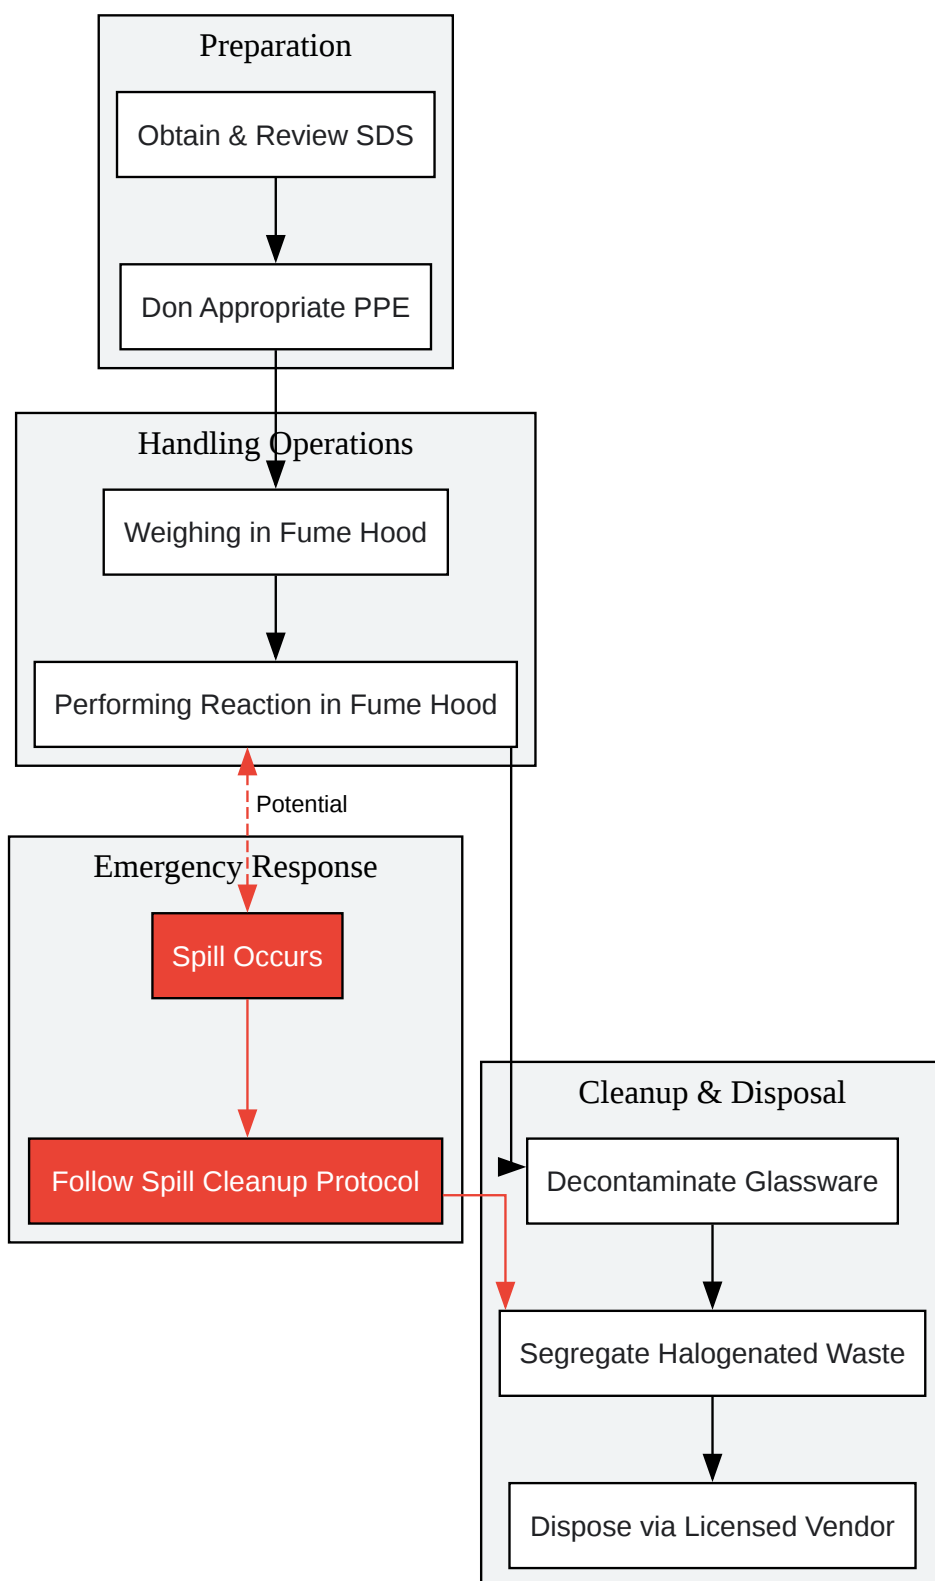 Preparation
Obtain & Review SDS
Don Appropriate PPE
Handling Operations
Weighing in Fume Hood
Performing Reaction in Fume Hood
Potential
Emergency Response
Spill Occurs
Follow Spill Cleanup Protocol
Cleanup & Disposal
Decontaminate Glassware
Segregate Halogenated Waste
Dispose via Licensed Vendor